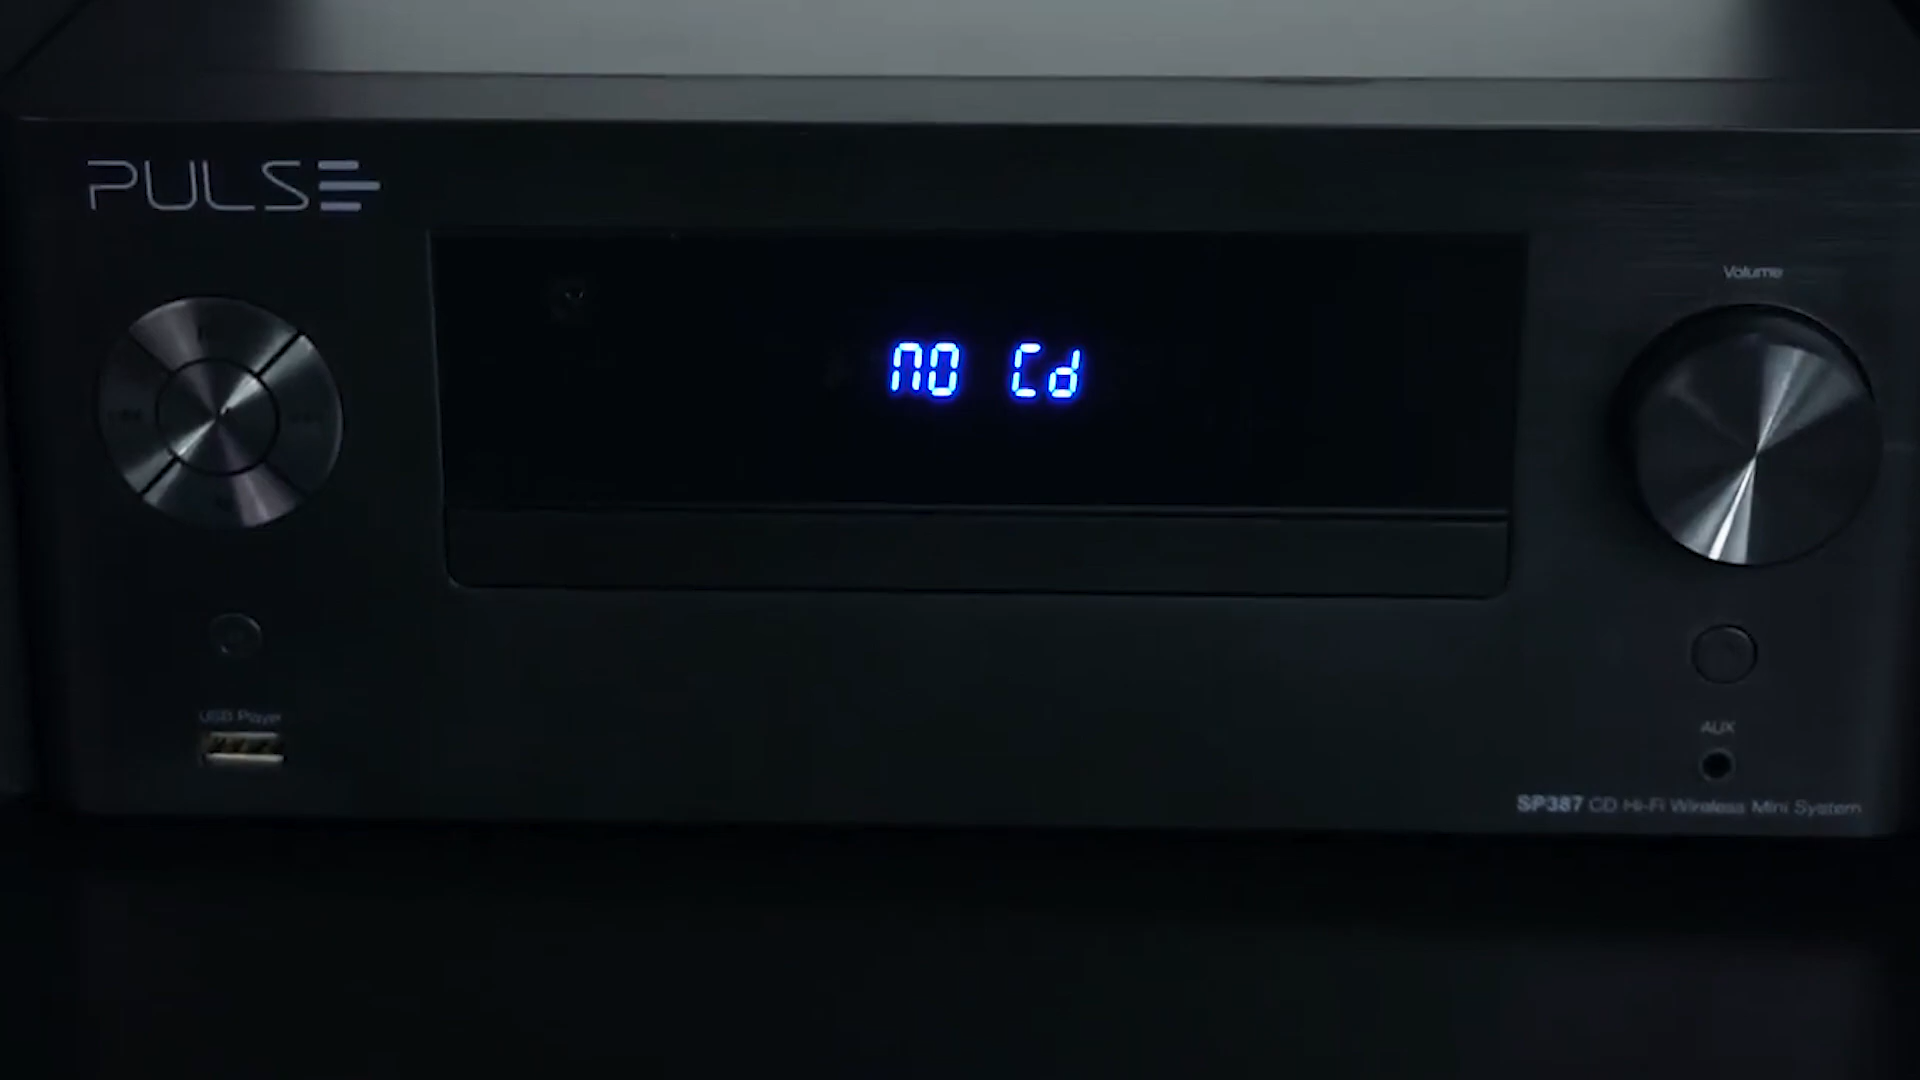 PULSE
NO Cd
Volume
USB Player
AUX
SP387 CD Hi-Fi Wireless Mini System